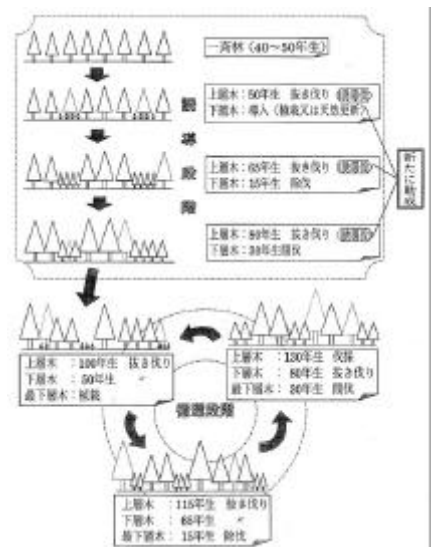 一斉林(40~50年生)
上層木:50年生 抜き伐り
下層木:導入(植栽又は天然更新)
誘導段階
上層木:65年生 抜き伐り
下層木:15年生 除伐
新たに助成
上層木:80年生 抜き伐り
下層木:30年生間伐
上層木 :100年生 抜き伐り
下層木 :50年生 〃
最下層木:植栽
上層木 :130年生 伐採
下層木 :80年生 抜き伐り
最下層木:30年生 間伐
循環段階
上層木 :115年生 抜き伐り
下層木 :65年生 〃
最下層木:15年生 除伐